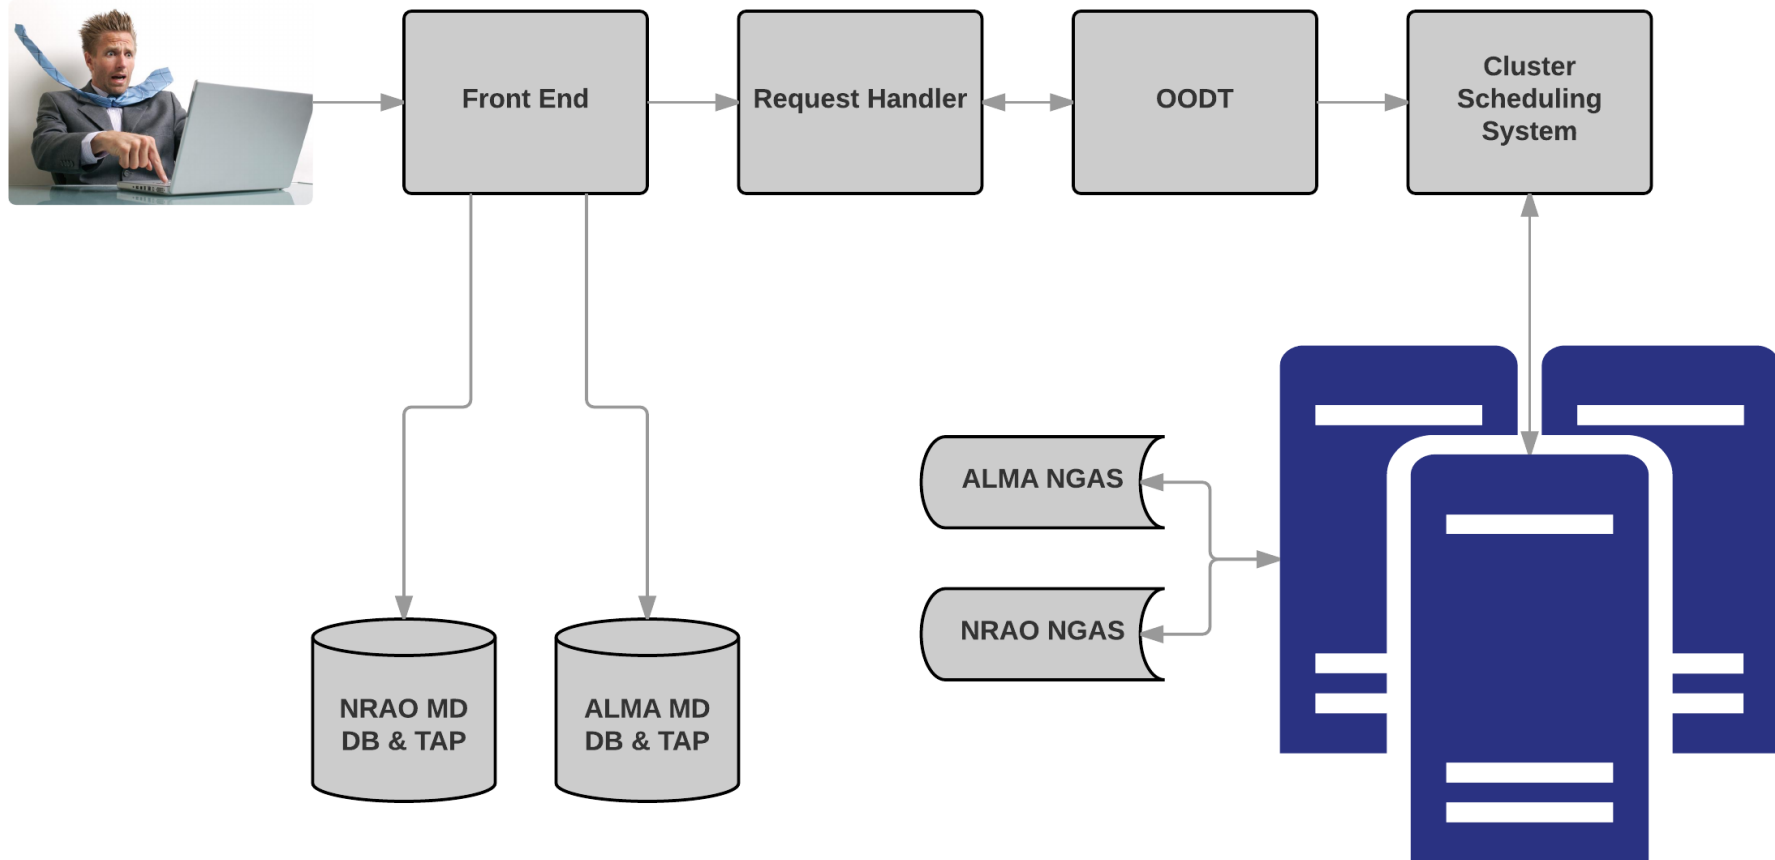 Front End
Request Handler
OODT
Cluster
Scheduling
System
ALMA NGAS
NRAO NGAS
NRAO MD
DB & TAP
ALMA MD
DB & TAP